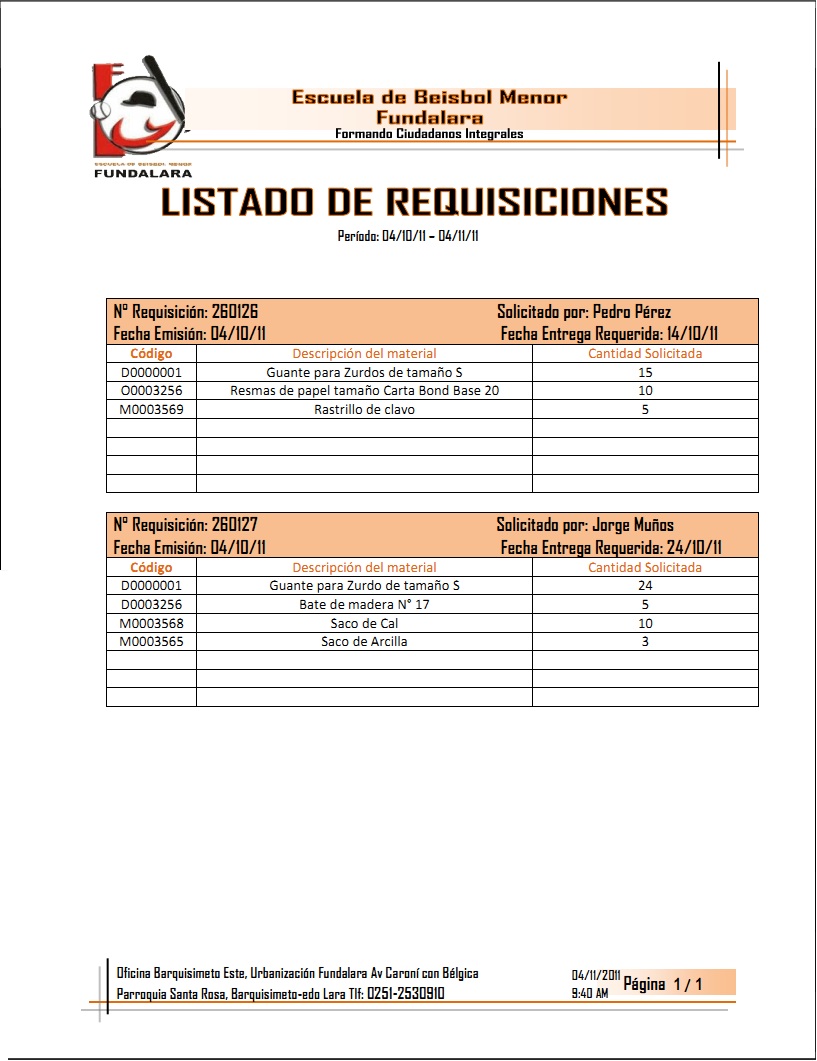 Escuela de Beisbol Menor
Fundalara
Formando Ciudadanos Integrales
ESCUELA DE BEISBOL MENOR
FUNDALARA
LISTADO DE REQUISICIONES
Período: 04/10/11 – 04/11/11
N° Requisición: 260126 Solicitado por: Pedro Pérez
Fecha Emisión: 04/10/11 Fecha Entrega Requerida: 14/10/11
Código Descripción del material Cantidad Solicitada
D0000001 Guante para Zurdos de tamaño S 15
O0003256 Resmas de papel tamaño Carta Bond Base 20 10
M0003569 Rastrillo de clavo 5
N° Requisición: 260127 Solicitado por: Jorge Muños
Fecha Emisión: 04/10/11 Fecha Entrega Requerida: 24/10/11
Código Descripción del material Cantidad Solicitada
D0000001 Guante para Zurdo de tamaño S 24
D0003256 Bate de madera N° 17 5
M0003568 Saco de Cal 10
M0003565 Saco de Arcilla 3
Oficina Barquisimeto Este, Urbanización Fundalara Av Caroní con Bélgica
Parroquia Santa Rosa, Barquisimeto-edo Lara Tlf: 0251-2530910
04/11/2011
9:40 AM
Página 1 / 1